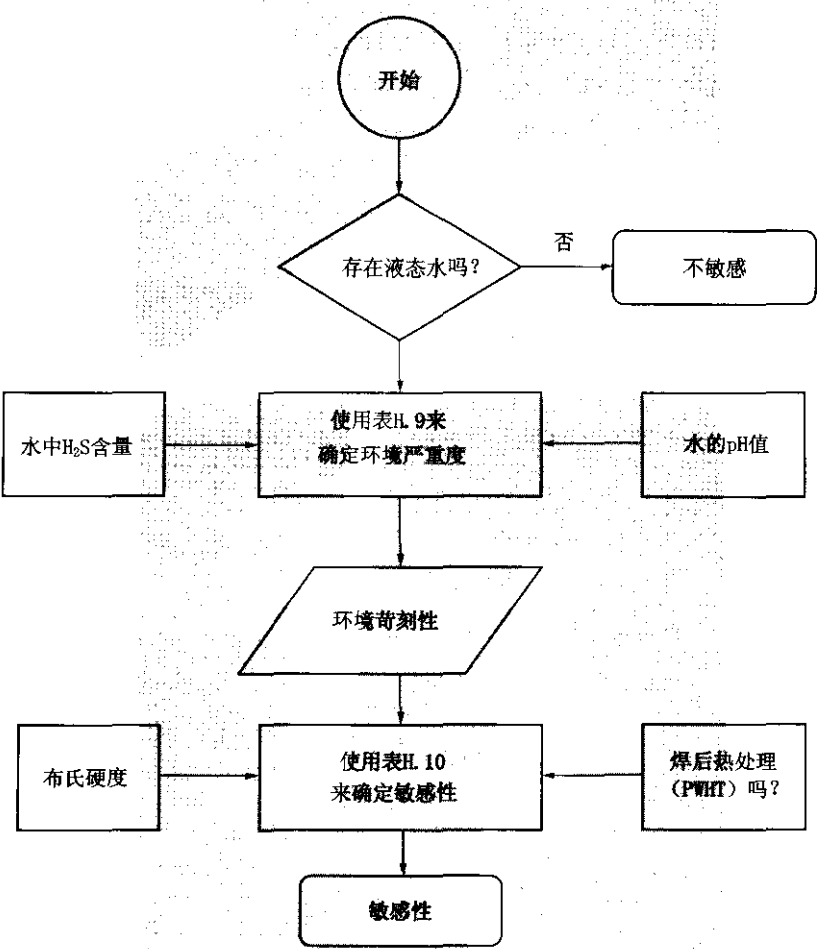 开始
存在液态水吗？
否
不敏感
水中H₂S含量
使用表H.9来
确定环境严重度
水的pH值
环境苛刻性
布氏硬度
使用表H.10
来确定敏感性
焊后热处理
（PWHT）吗？
敏感性